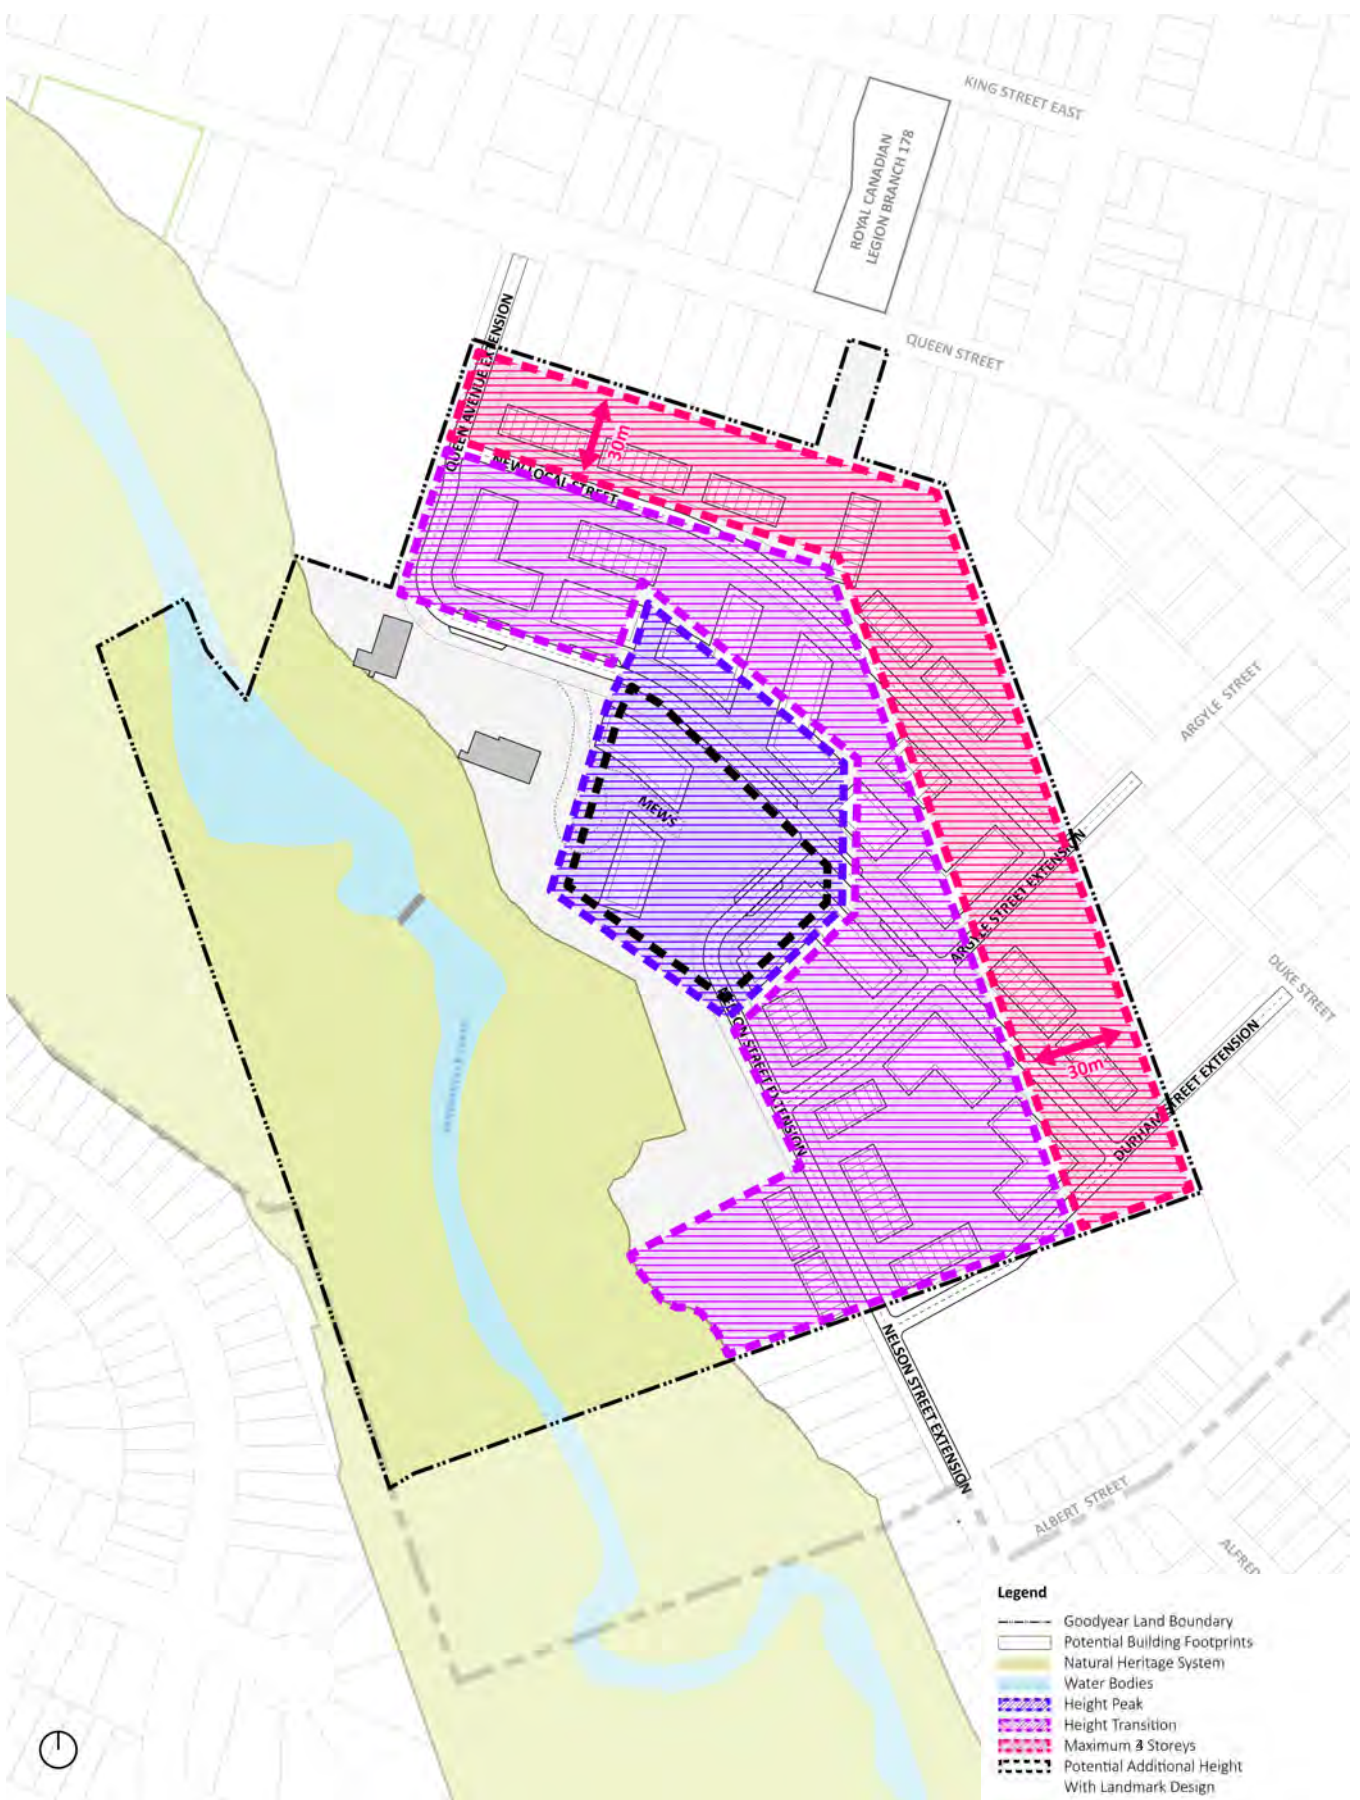 KING STREET EAST
ROYAL CANADIAN
LEGION BRANCH 178
QUEEN STREET
QUEEN AVENUE EXTENSION
30m
NEW LOCAL STREET
ARGYLE STREET
MEWS
ARGYLE STREET EXTENSION
DUKE STREET
30m
NELSON STREET EXTENSION
DURHAM STREET EXTENSION
NELSON STREET EXTENSION
ALBERT STREET
Legend
Goodyear Land Boundary
Potential Building Footprints
Natural Heritage System
Water Bodies
Height Peak
Height Transition
Maximum Storeys
Potential Additional Height
With Landmark Design